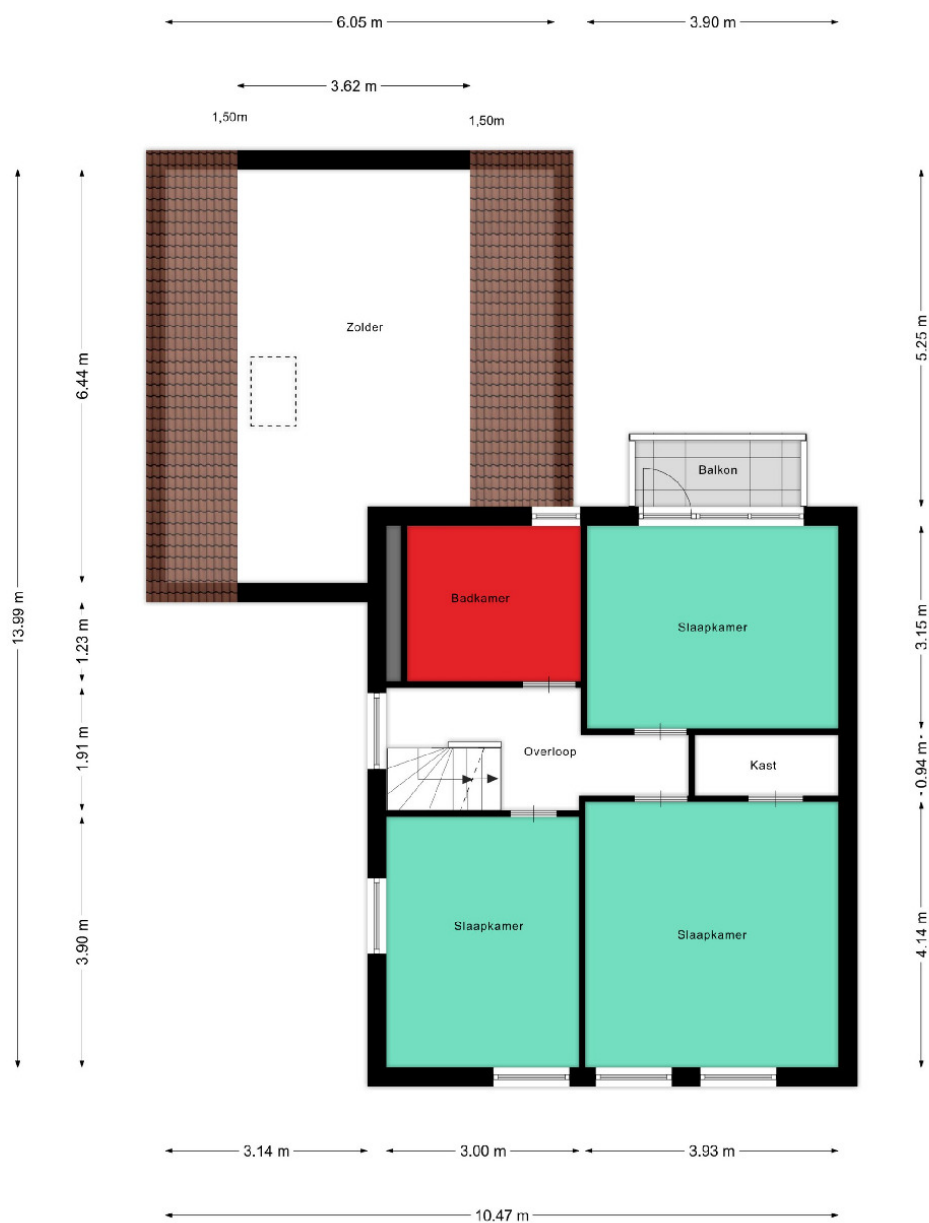 6.05 m
3.90 m
3.62 m
1,50m
1,50m
Zolder
5.25 m
6.44 m
Balkon
13.99 m
1.23 m
Badkamer
Slaapkamer
3.15 m
1.91 m
Overloop
Kast
0.94 m
3.90 m
Slaapkamer
Slaapkamer
4.14 m
3.14 m
3.00 m
3.93 m
10.47 m